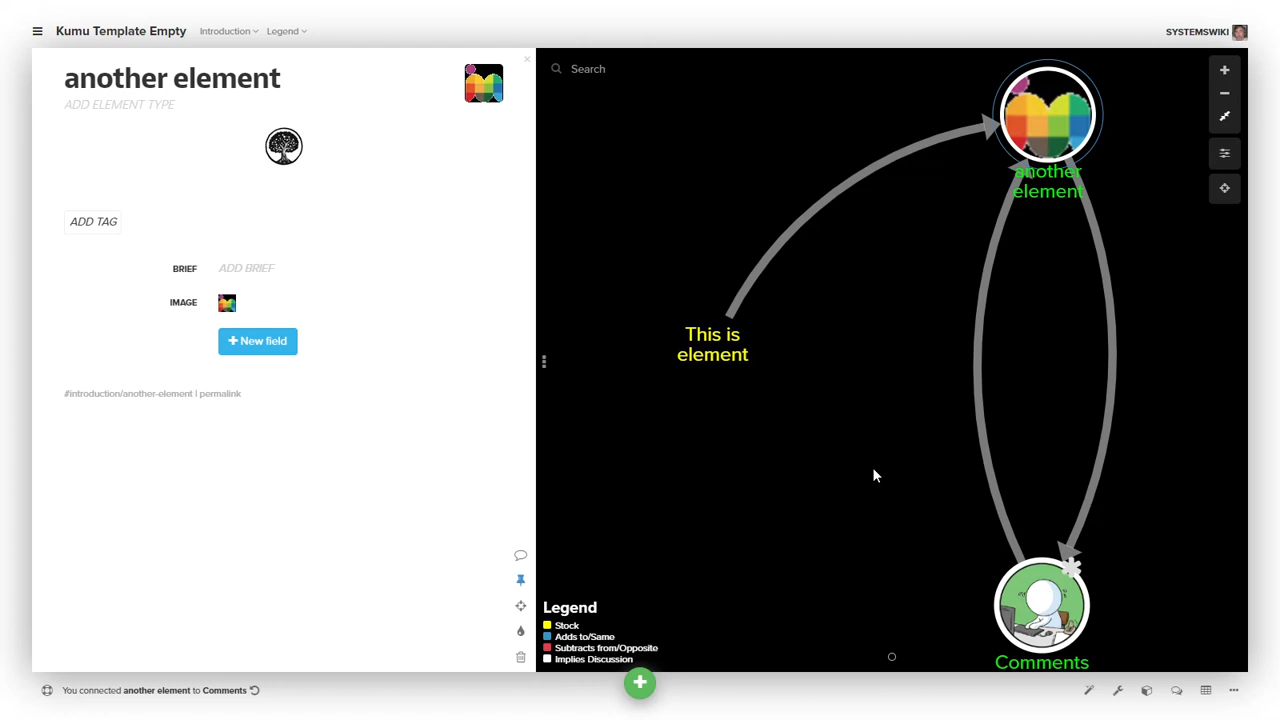 Kumu Template Empty
Introduction
Legend
SYSTEMSWIKI
another element
ADD ELEMENT TYPE
ADD TAG
BRIEF
ADD BRIEF
IMAGE
New field
#introduction/another-element | permalink
Search
another
element
This is
element
Comments
Legend
Stock
Adds to/Same
Subtracts from/Opposite
Implies Discussion
You connected another element to Comments